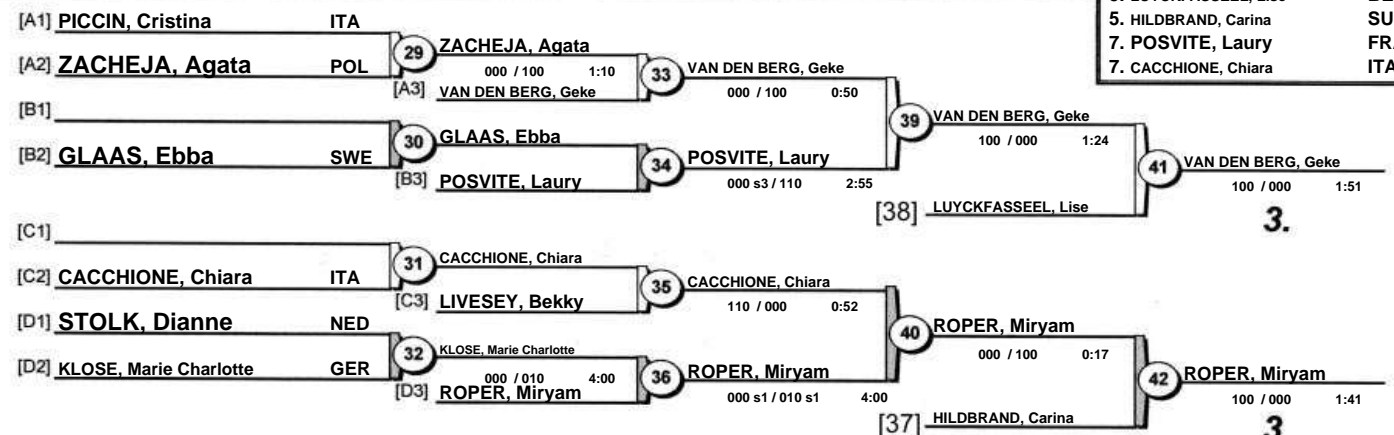 [A1] PICCIN, Cristina ITA
[A2] ZACHEJA, Agata POL
29 ZACHEJA, Agata
000 / 100 1:10
[A3] VAN DEN BERG, Geke
33 VAN DEN BERG, Geke
000 / 100 0:50
[B1]
[B2] GLAAS, Ebba SWE
30 GLAAS, Ebba
[B3] POSVITE, Laury
34 POSVITE, Laury
000 s3 / 110 2:55
39 VAN DEN BERG, Geke
100 / 000 1:24
[38] LUYCKFASSEEL, Lise
41 VAN DEN BERG, Geke
100 / 000 1:51
3.
[C1]
[C2] CACCHIONE, Chiara ITA
31 CACCHIONE, Chiara
[C3] LIVESEY, Bekky
35 CACCHIONE, Chiara
110 / 000 0:52
[D1] STOLK, Dianne NED
[D2] KLOSE, Marie Charlotte GER
32 KLOSE, Marie Charlotte
000 / 010 4:00
[D3] ROPER, Miryam
36 ROPER, Miryam
000 s1 / 010 s1 4:00
40 ROPER, Miryam
000 / 100 0:17
[37] HILDBRAND, Carina
42 ROPER, Miryam
100 / 000 1:41
3
5. HILDBRAND, Carina SU
7. POSVITE, Laury FR
7. CACCHIONE, Chiara ITA